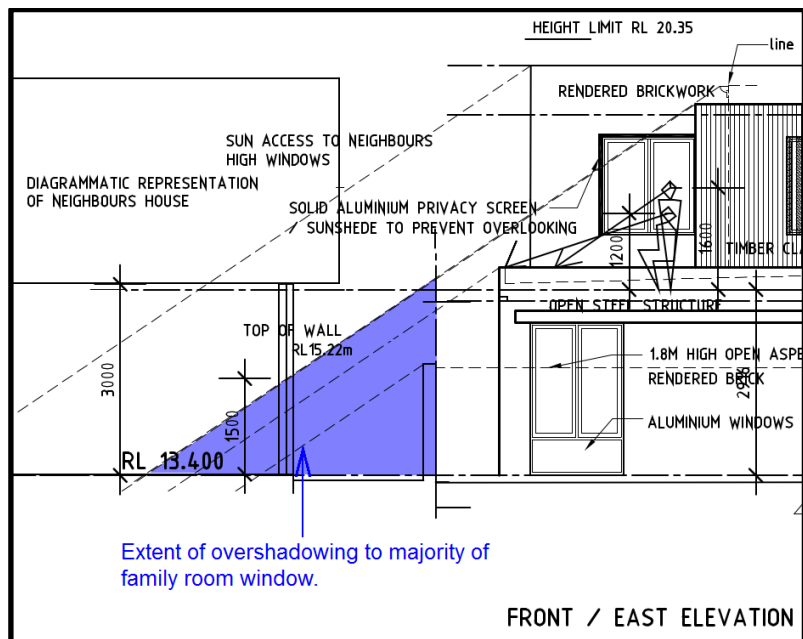 HEIGHT LIMIT RL 20.35
line
RENDERED BRICKWORK
SUN ACCESS TO NEIGHBOURS
HIGH WINDOWS
DIAGRAMMATIC REPRESENTATION
OF NEIGHBOURS HOUSE
SOLID ALUMINIUM PRIVACY SCREEN
/ SUNSHEDE TO PREVENT OVERLOOKING
1200
1600
TIMBER CLA
OPEN STEEL STRUCTURE
TOP OF WALL
RL15.22m
3000
1500
1.8M HIGH OPEN ASPE
RENDERED BRICK
ALUMINIUM WINDOWS
RL 13.400
Extent of overshadowing to majority of
family room window.
FRONT / EAST ELEVATION